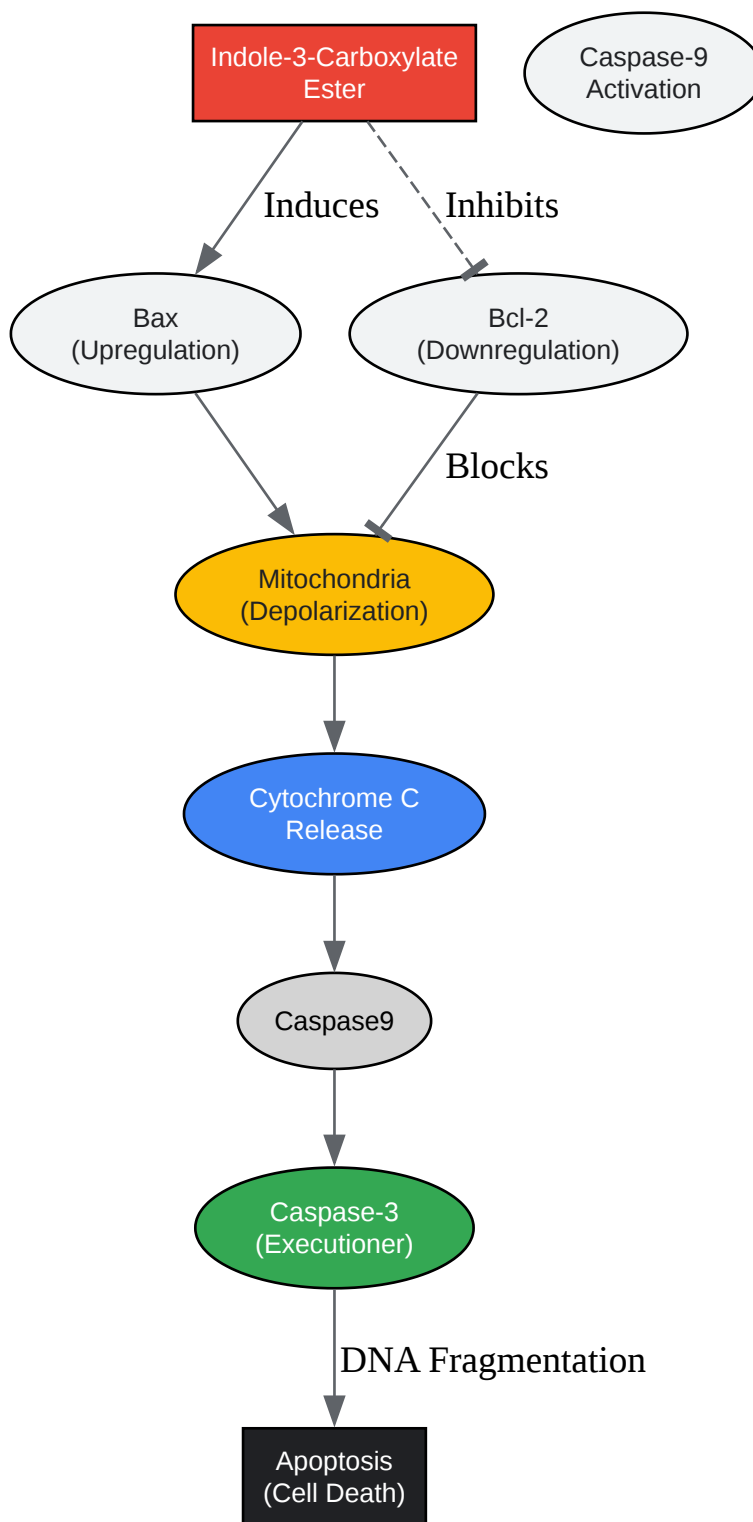 Indole-3-Carboxylate
Ester
Caspase-9
Activation
Induces
Inhibits
Bax
(Upregulation)
Bcl-2
(Downregulation)
Blocks
Mitochondria
(Depolarization)
Cytochrome C
Release
Caspase9
Caspase-3
(Executioner)
DNA Fragmentation
Apoptosis
(Cell Death)